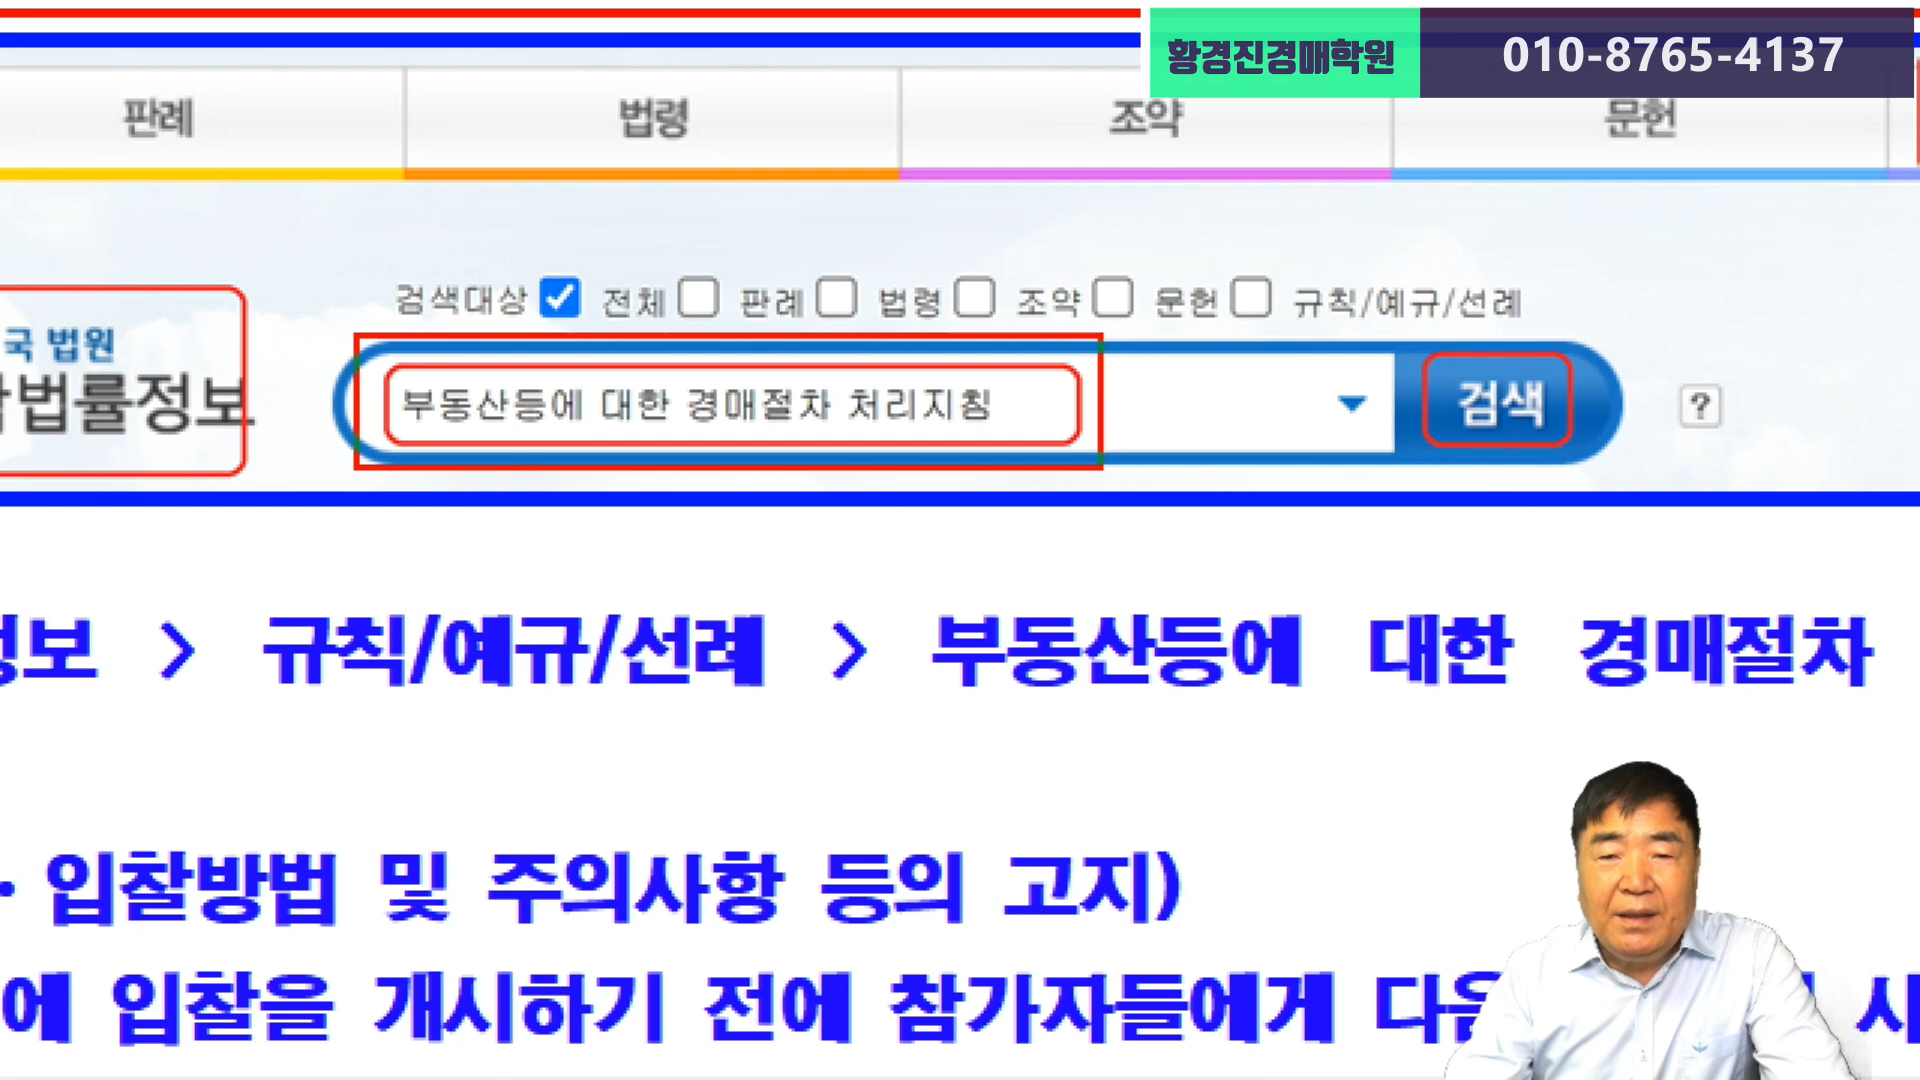 황경진경매학원 010-8765-4137
판례 법령 조약 문헌
검색대상 전체 판례 법령 조약 문헌 규칙/예규/선례
국 법원
법률정보
부동산등에 대한 경매절차 처리지침 검색 ?
정보 > 규칙/예규/선례 > 부동산등에 대한 경매절차
· 입찰방법 및 주의사항 등의 고지)
에 입찰을 개시하기 전에 참가자들에게 다음